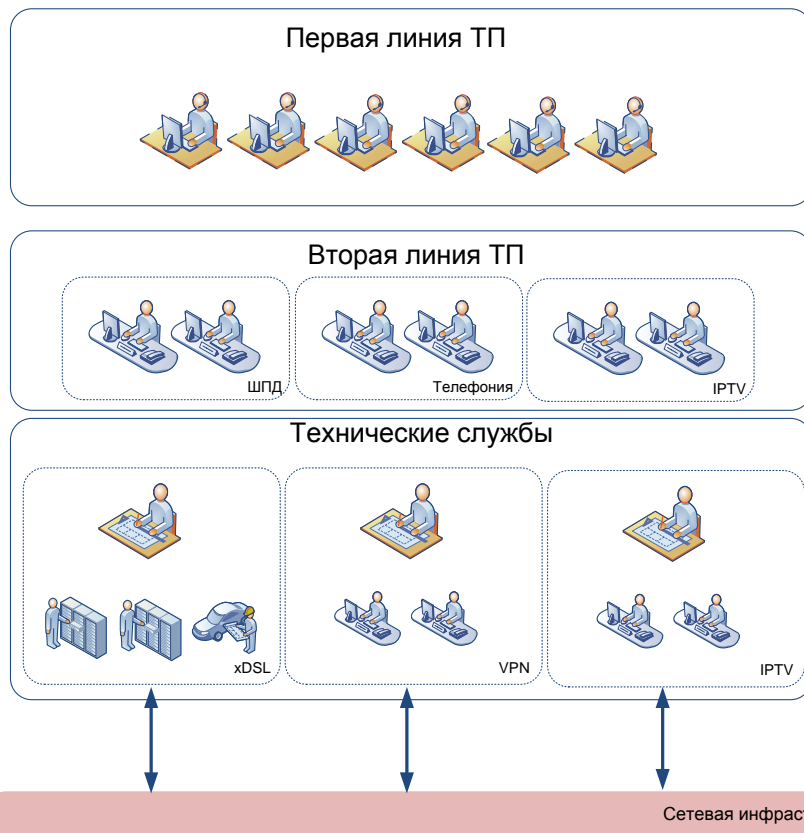 Первая линия ТП
Вторая линия ТП
ШПД
Телефония
IPTV
Технические службы
xDSL
VPN
IPTV
Сетевая инфраст